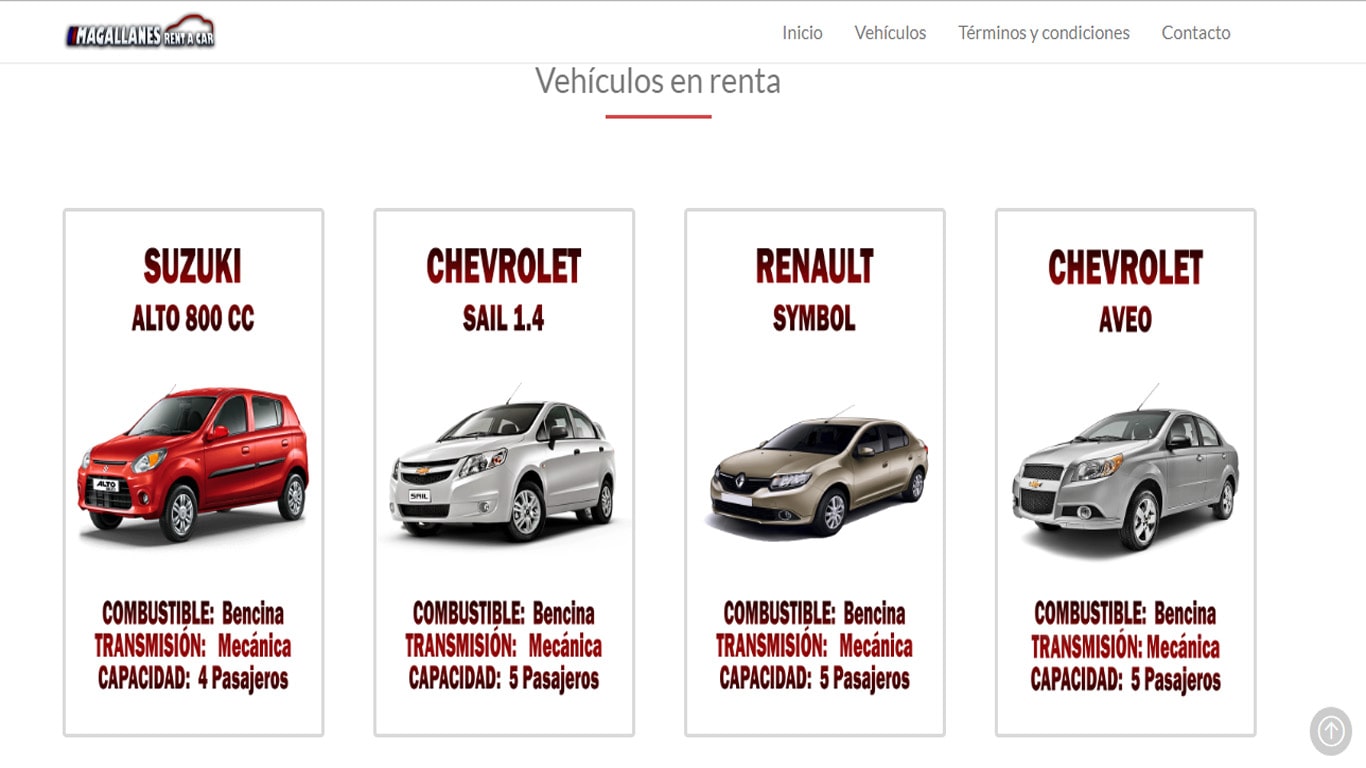 MAGALLANES RENT A CAR
Inicio Vehículos Términos y condiciones Contacto
Vehículos en renta
SUZUKI
ALTO 800 CC
ALTO
COMBUSTIBLE: Bencina
TRANSMISIÓN: Mecánica
CAPACIDAD: 4 Pasajeros
CHEVROLET
SAIL 1.4
SAIL
COMBUSTIBLE: Bencina
TRANSMISIÓN: Mecánica
CAPACIDAD: 5 Pasajeros
RENAULT
SYMBOL
COMBUSTIBLE: Bencina
TRANSMISIÓN: Mecánica
CAPACIDAD: 5 Pasajeros
CHEVROLET
AVEO
COMBUSTIBLE: Bencina
TRANSMISIÓN: Mecánica
CAPACIDAD: 5 Pasajeros